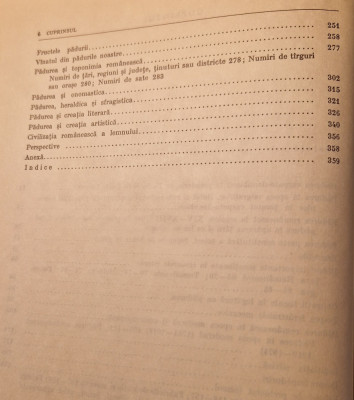 6 CUPRINSUL
Fructele pădurii 251
Vînatul din pădurile noastre 258
Pădurea și toponimia românească 277
Numiri de țări, regiuni și județe, ținuturi sau districte 278; Numiri de tîrguri
sau orașe 280; Numiri de sate 282
Pădurea și onomastica 302
Pădurea, heraldica și sfragistica 315
Pădurea și creația literară 321
Pădurea și creația artistică 326
Civilizația românească a lemnului 340
Perspective 356
Anexă 358
Indice 359